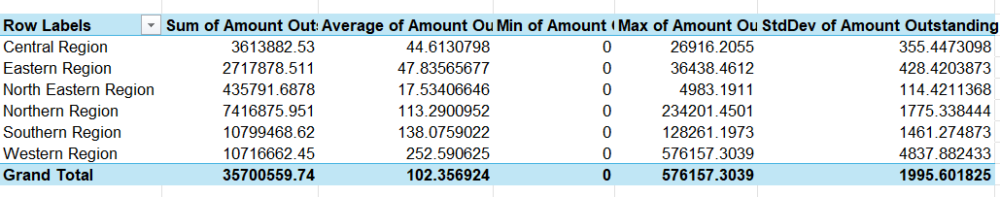 Row Labels Sum of Amount Outs Average of Amount Ou Min of Amount Max of Amount Ou StdDev of Amount Outstanding
Central Region 3613882.53 44.6130798 0 26916.2055 355.4473098
Eastern Region 2717878.511 47.83565677 0 36438.4612 428.4203873
North Eastern Region 435791.6878 17.53406646 0 4983.1911 114.4211368
Northern Region 7416875.951 113.2900952 0 234201.4501 1775.338444
Southern Region 10799468.62 138.0759022 0 128261.1973 1461.274873
Western Region 10716662.45 252.590625 0 576157.3039 4837.882433
Grand Total 35700559.74 102.356924 0 576157.3039 1995.601825